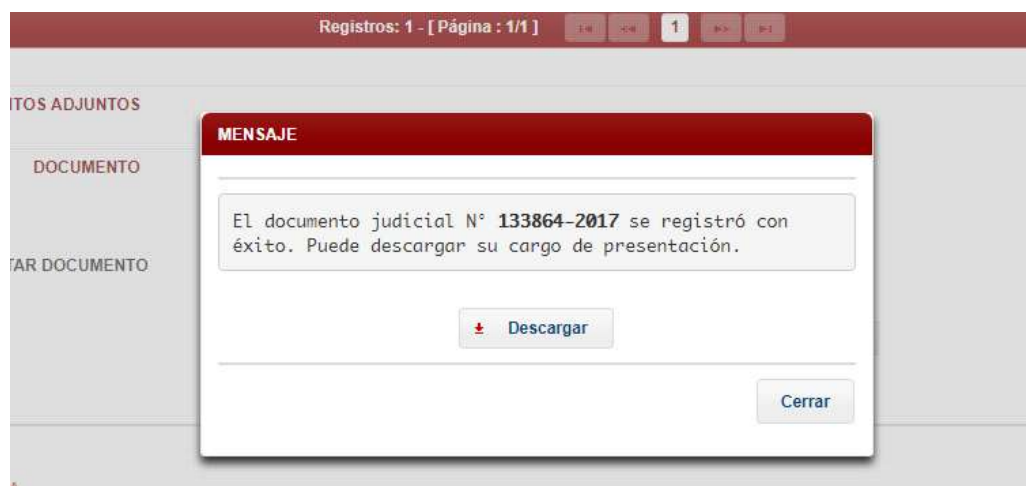 Registros: 1 - [ Página : 1/1 ]
1
ITOS ADJUNTOS
MENSAJE
DOCUMENTO
El documento judicial N° 133864-2017 se registró con
éxito. Puede descargar su cargo de presentación.
TAR DOCUMENTO
Descargar
Cerrar